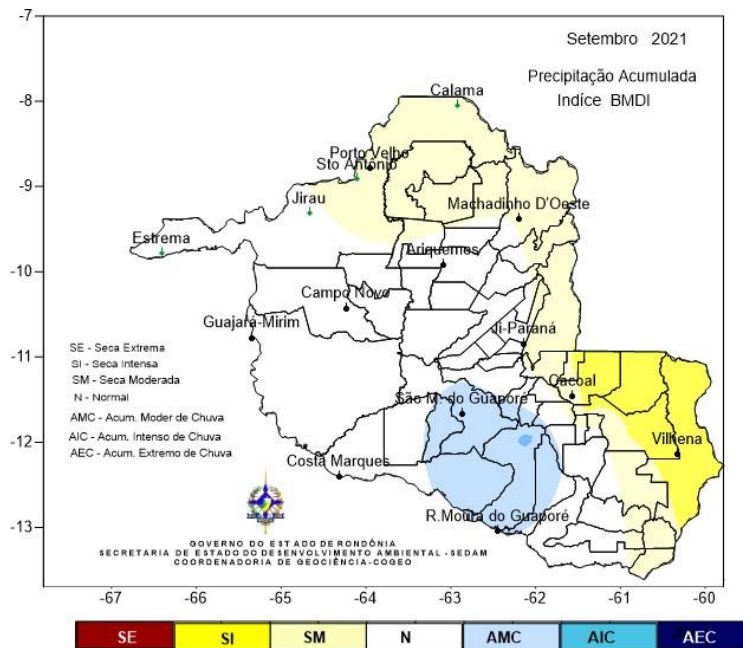 -7
Setembro 2021
Precipitação Acumulada
Indíce BMDI
-8
Calama
Porto Velho
Sto Antônio
-9
Jirau
Machadinho D'Oeste
Estrema
Ariquemes
-10
Campo Novo
Guajará-Mirim
Ji-Paraná
-11
SE - Seca Extrema
SI - Seca Intensa
SM - Seca Moderada
N - Normal
AMC - Acum. Moder de Chuva
AIC - Acum. Intenso de Chuva
AEC - Acum. Extremo de Chuva
Cacoal
São M. do Guaporé
-12
Vilhena
Costa Marques
-13
R.Moura do Guaporé
GOVERNO DO ESTADO DE RONDÔNIA
SECRETARIA DE ESTADO DO DESENVOLVIMENTO AMBIENTAL -SEDAM
COORDENADORIA DE GEOCIÊNCIA-COGEO
-67 -66 -65 -64 -63 -62 -61 -60
SE SI SM N AMC AIC AEC